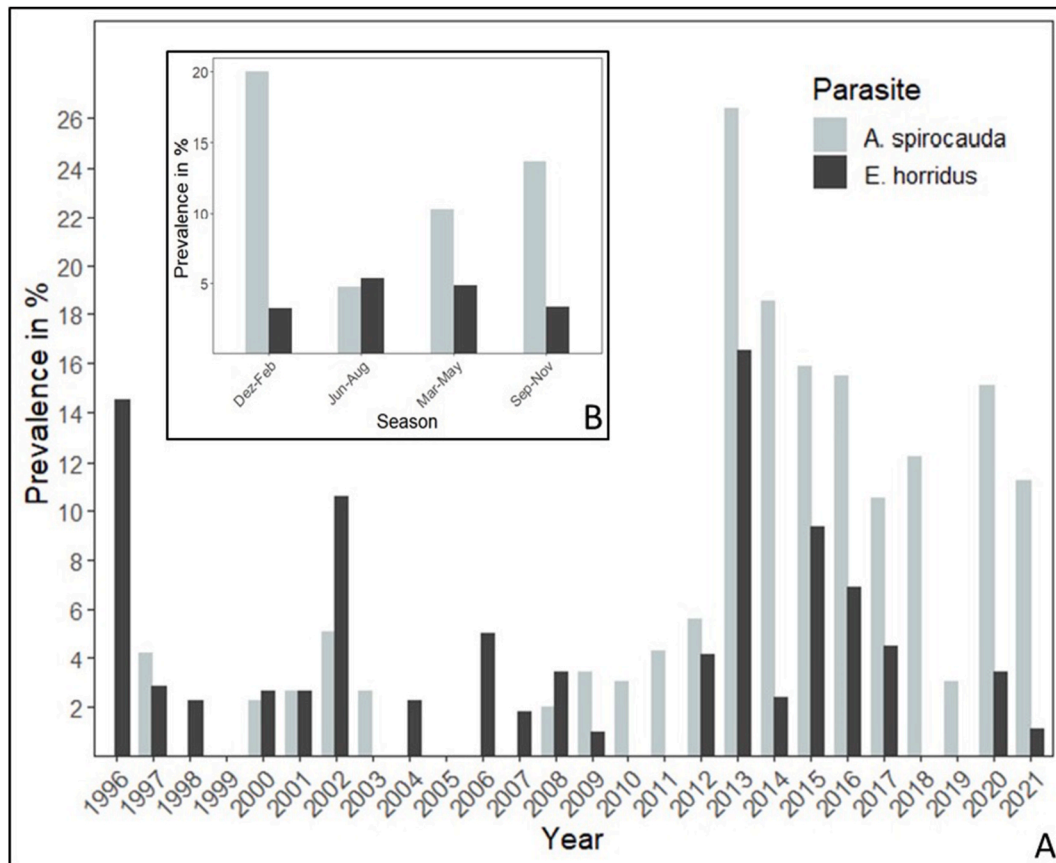 Parasite
A. spirocauda
E. horridus
Prevalence in %
26
24
22
20
18
16
14
12
10
8
6
4
2
1996 1997 1998 1999 2000 2001 2002 2003 2004 2005 2006 2007 2008 2009 2010 2011 2012 2013 2014 2015 2016 2017 2018 2019 2020 2021
Year
A
Prevalence in %
20
15
10
5
Dez-Feb Jun-Aug Mar-May Sep-Nov
Season
B